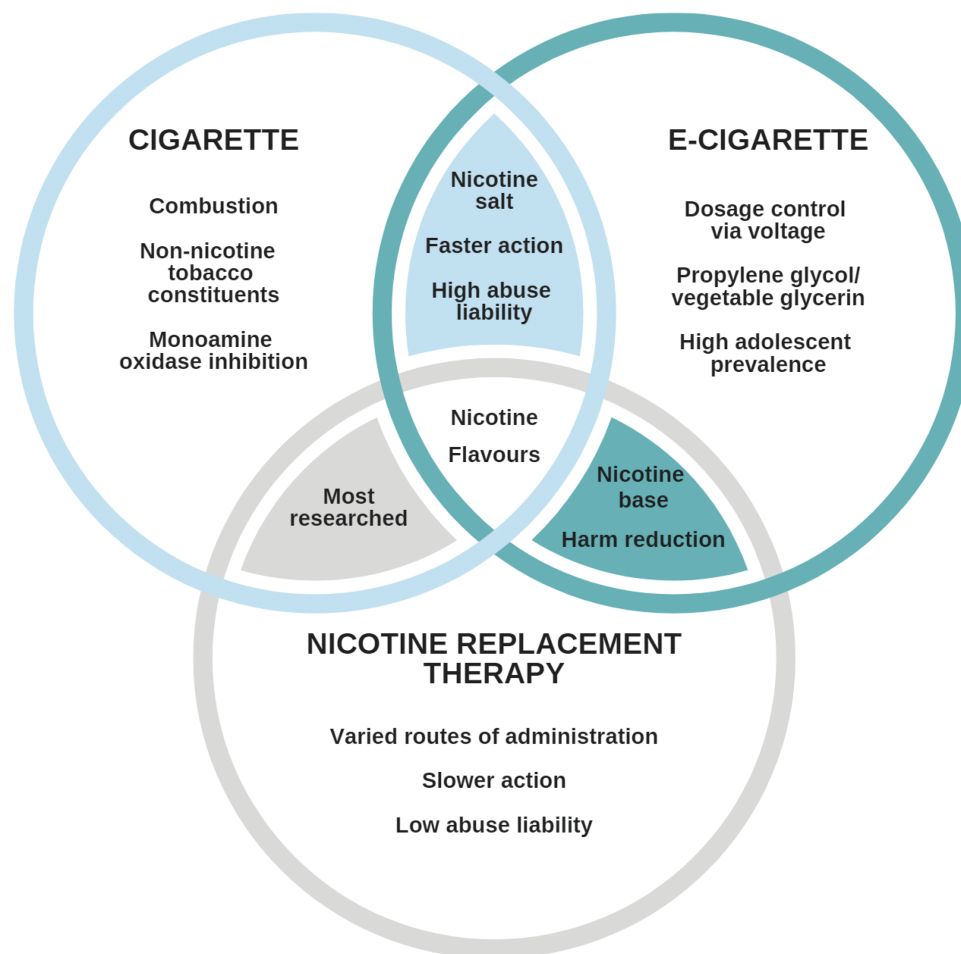 CIGARETTE
Combustion
Non-nicotine
tobacco
constituents
Monoamine
oxidase inhibition
Nicotine
salt
Faster action
High abuse
liability
E-CIGARETTE
Dosage control
via voltage
Propylene glycol/
vegetable glycerin
High adolescent
prevalence
Nicotine
Flavours
Most
researched
Nicotine
base
Harm reduction
NICOTINE REPLACEMENT
THERAPY
Varied routes of administration
Slower action
Low abuse liability